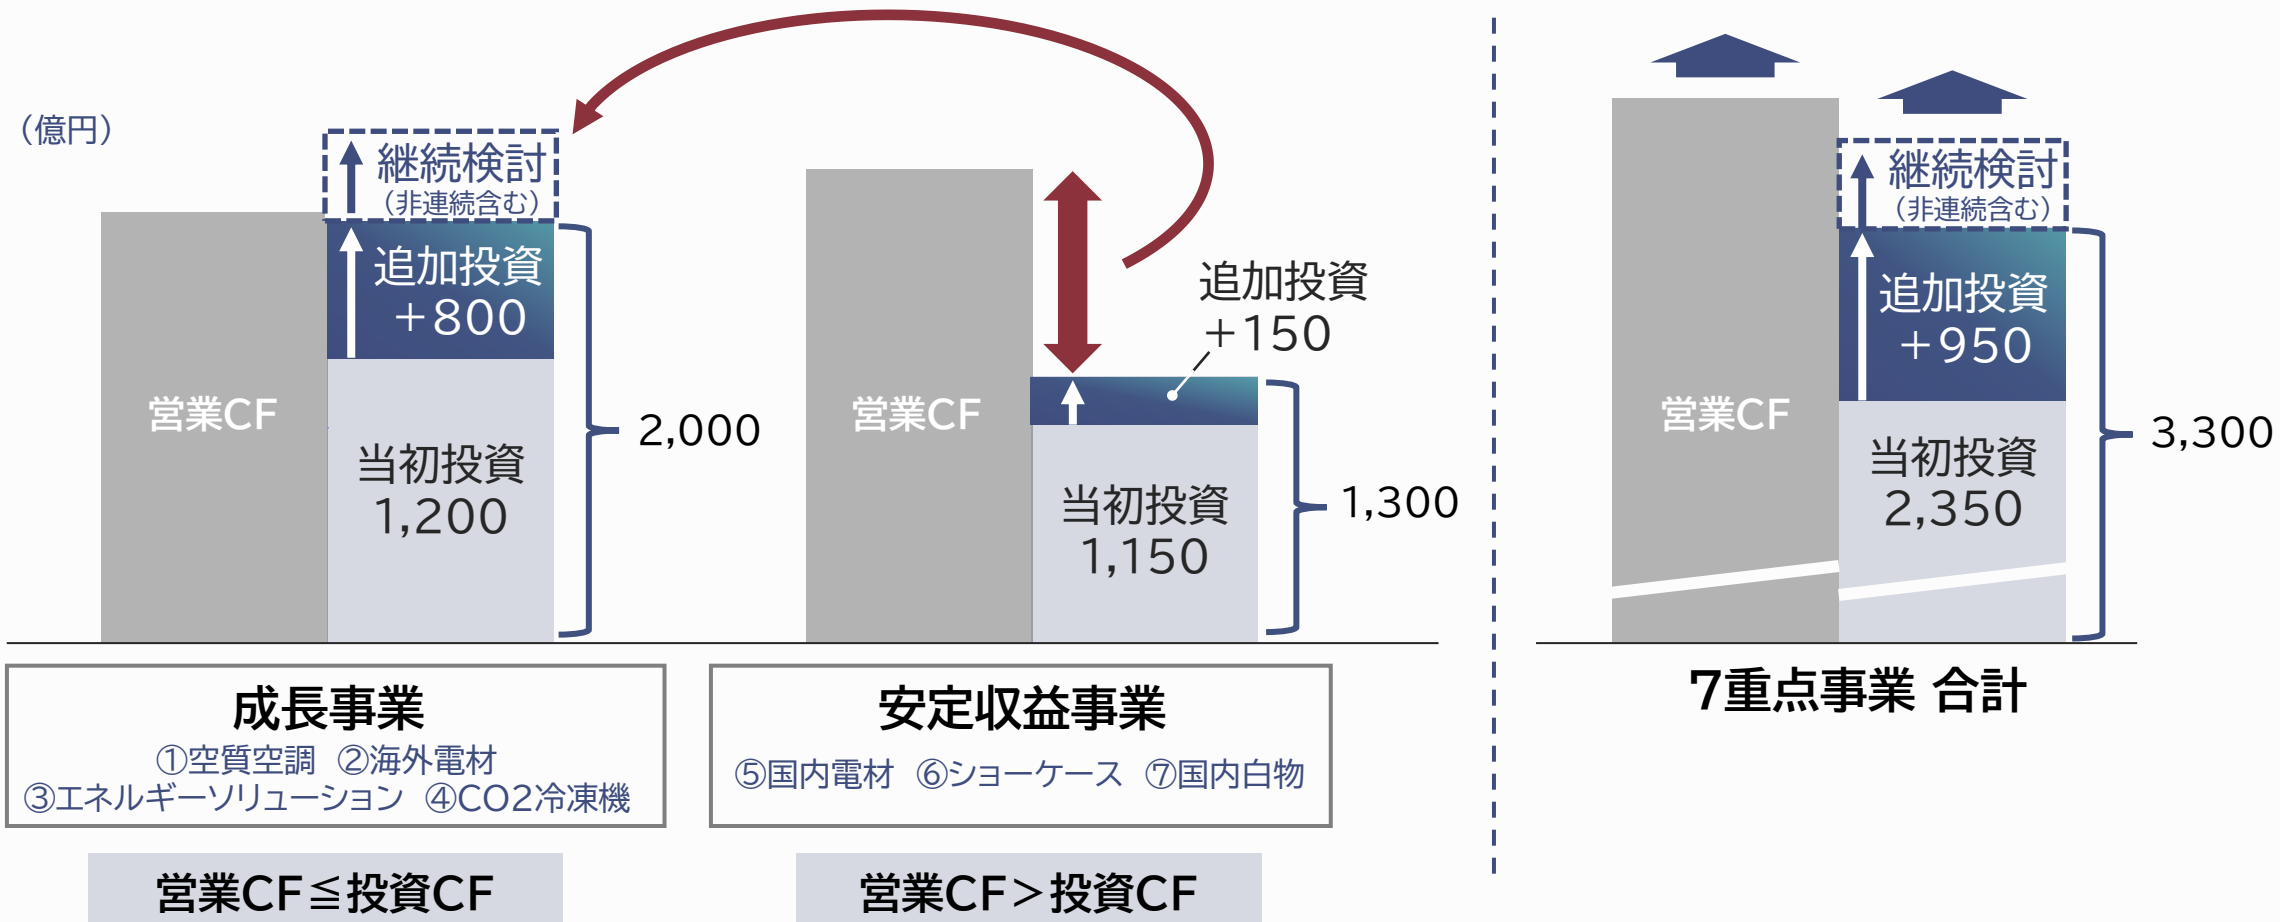 （億円）
継続検討
（非連続含む）
追加投資
＋800
営業CF
当初投資
1,200
2,000
追加投資
＋150
営業CF
当初投資
1,150
1,300
継続検討
（非連続含む）
追加投資
＋950
営業CF
当初投資
2,350
3,300
成長事業
①空質空調　②海外電材
③エネルギーソリューション　④CO2冷凍機
営業CF≦投資CF
安定収益事業
⑤国内電材　⑥ショーケース　⑦国内白物
営業CF＞投資CF
7重点事業 合計